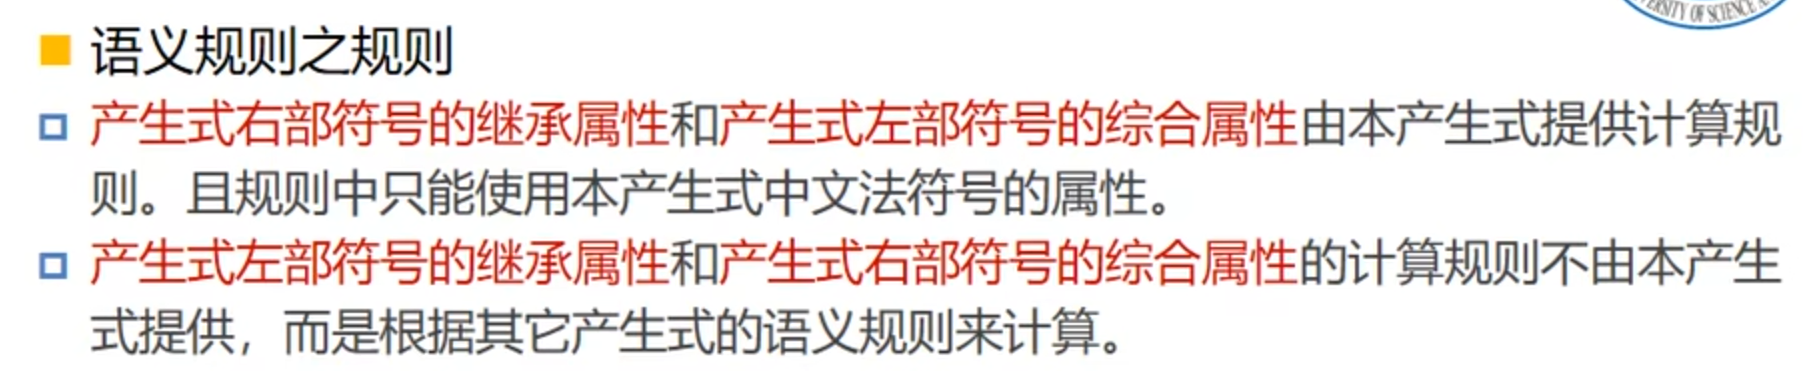 VERSITY OF SCIENCE A
语义规则之规则
产生式右部符号的继承属性和产生式左部符号的综合属性由本产生式提供计算规
则。且规则中只能使用本产生式中文法符号的属性。
产生式左部符号的继承属性和产生式右部符号的综合属性的计算规则不由本产生
式提供，而是根据其它产生式的语义规则来计算。